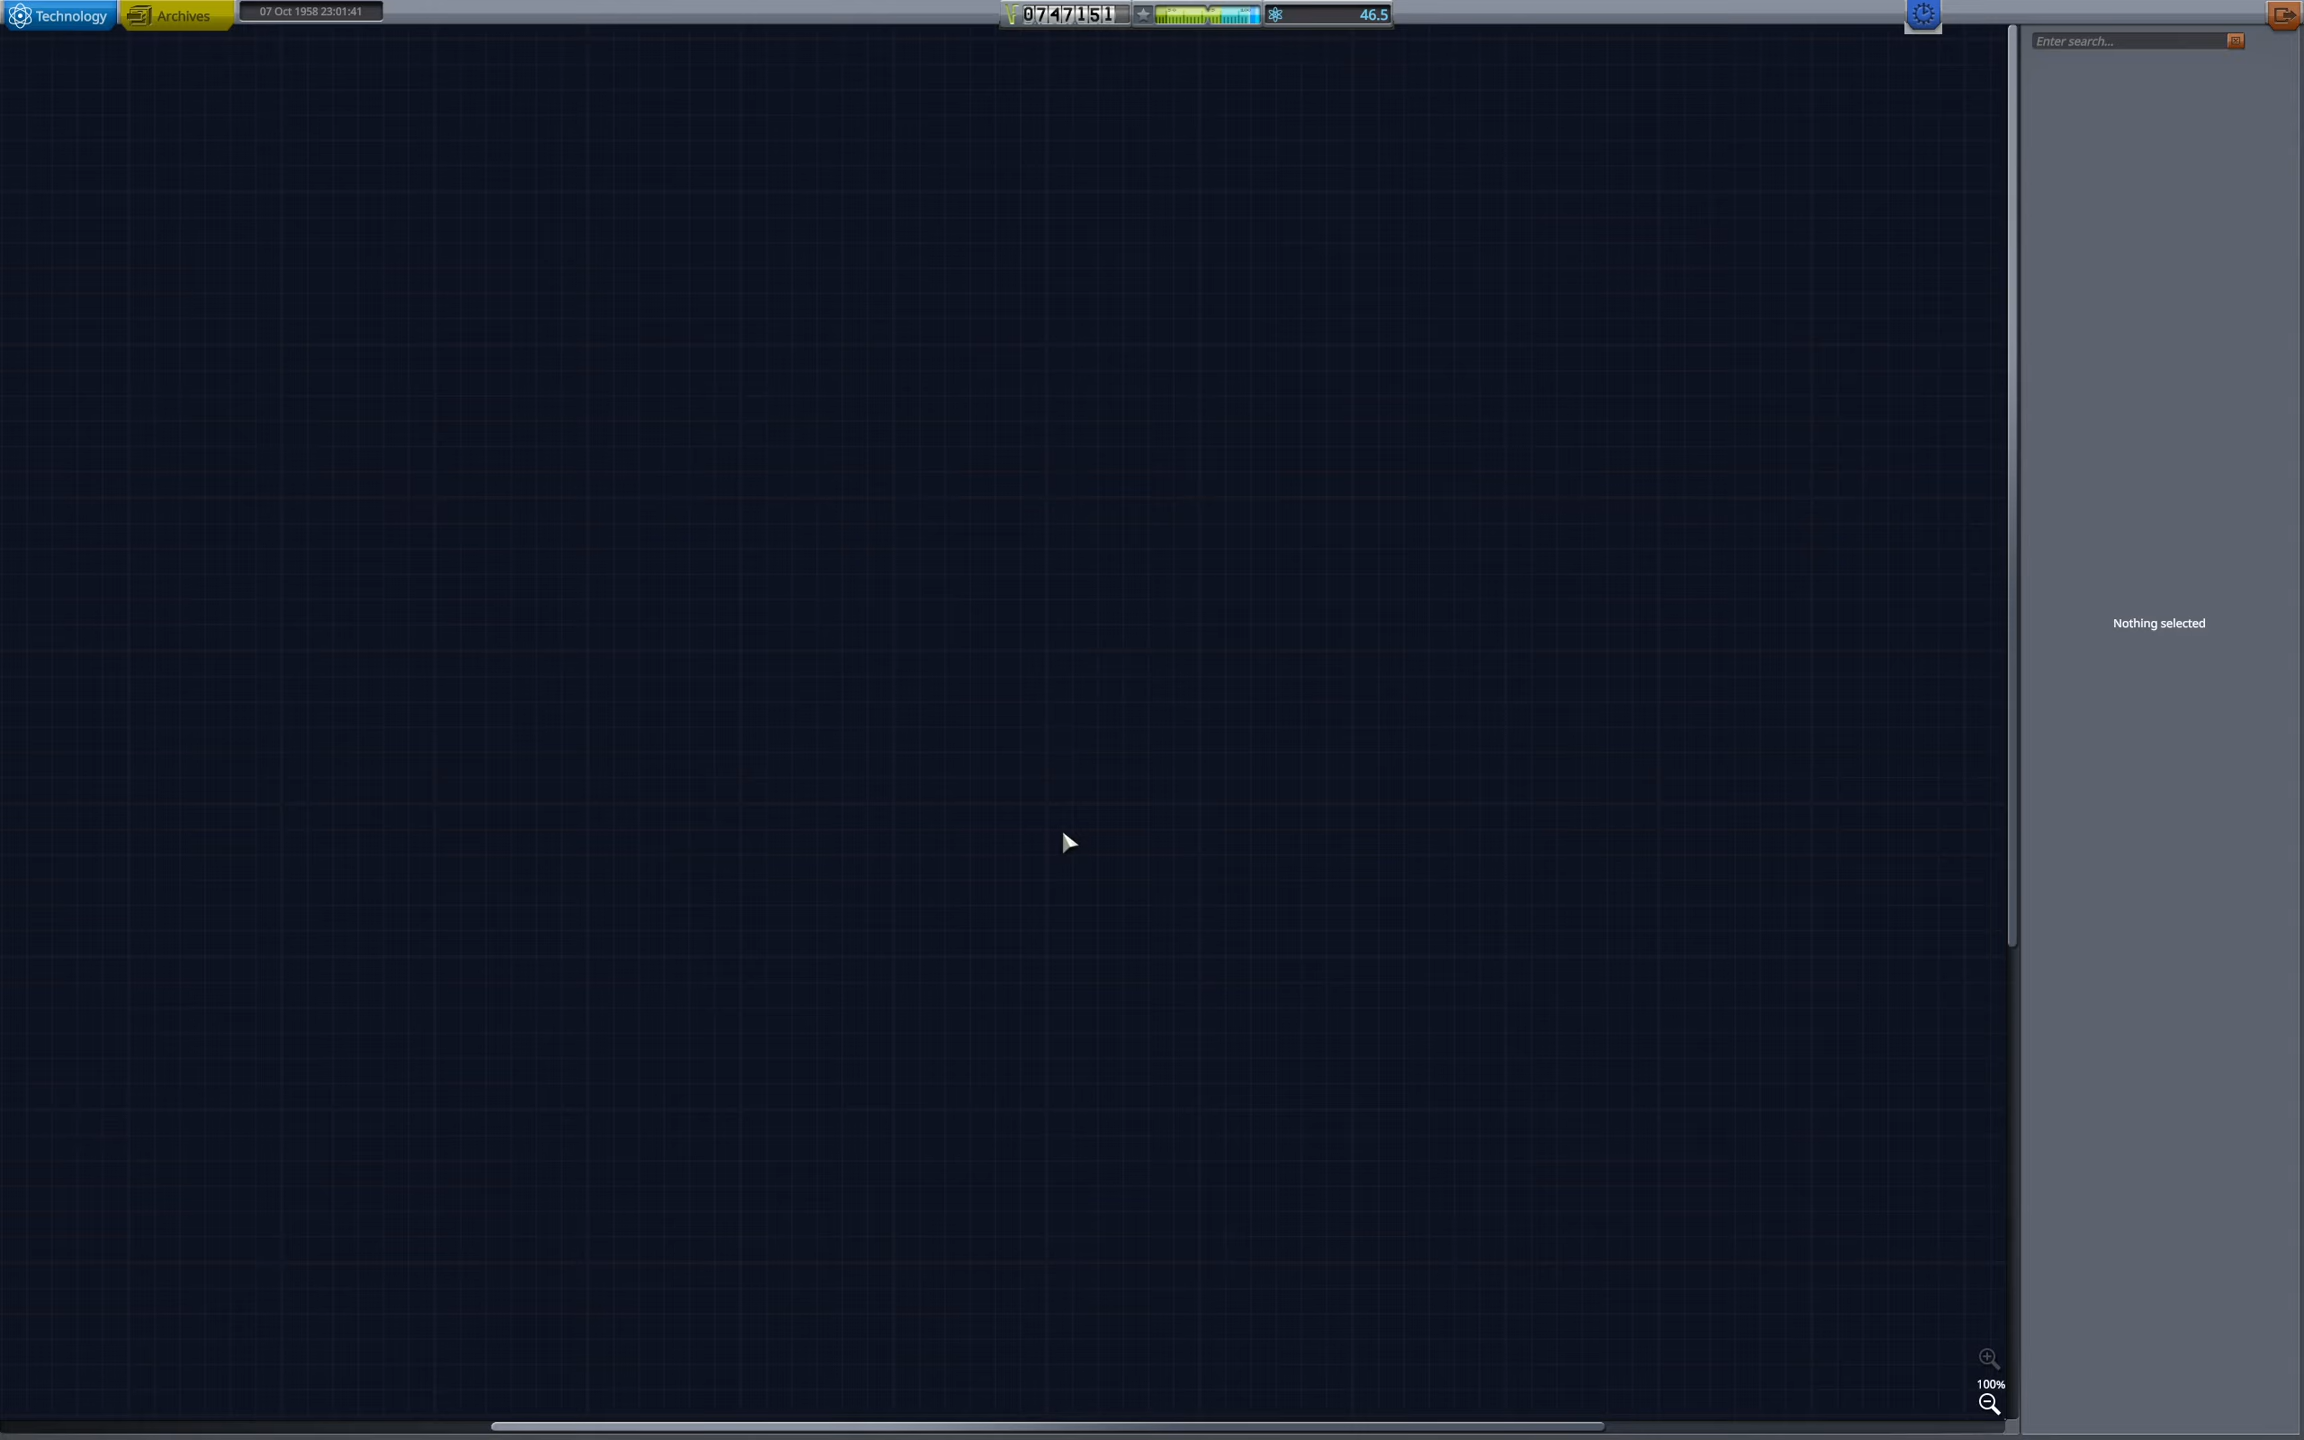 Technology
Archives
07 Oct 1958 23:01:41
0747151
46.5
Enter search...
Nothing selected
100%